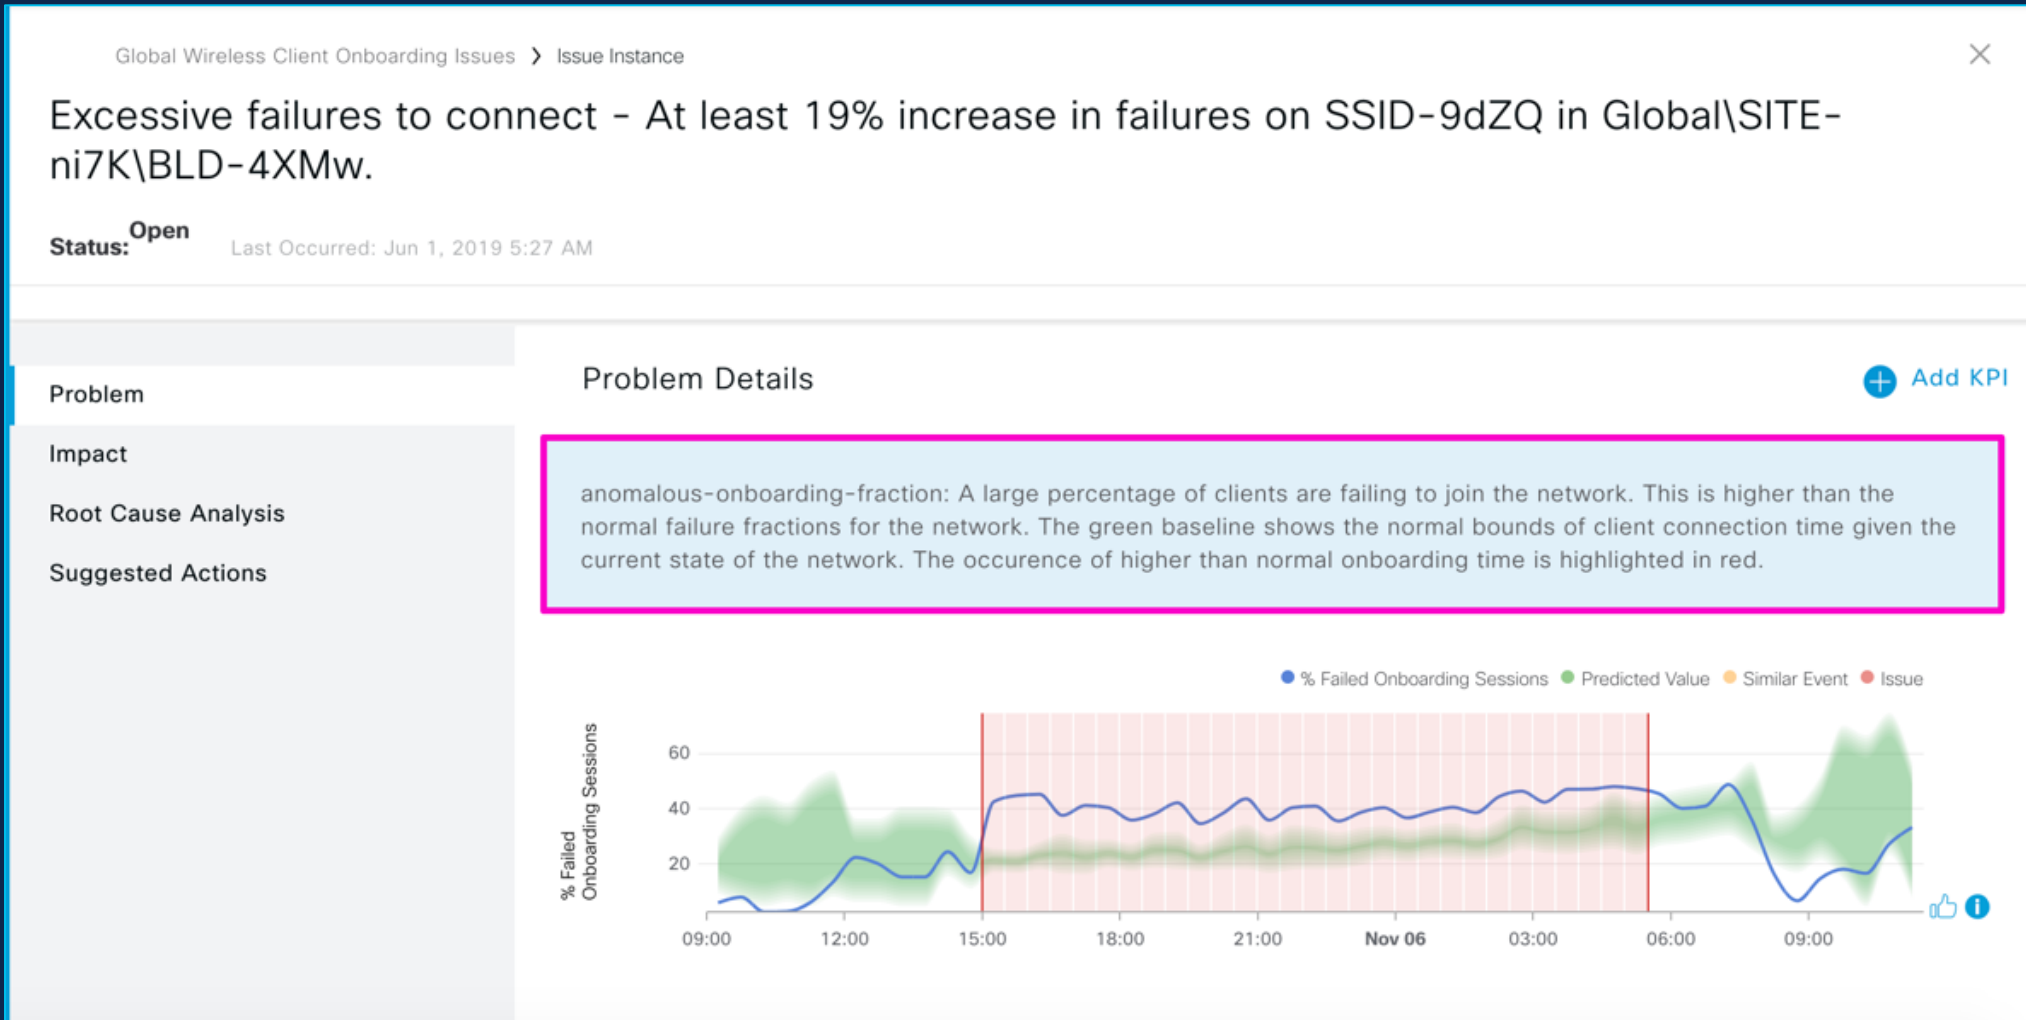 Global Wireless Client Onboarding Issues > Issue Instance
Excessive failures to connect - At least 19% increase in failures on SSID-9dZQ in Global\SITE-
ni7K\BLD-4XMw.
Status: Open Last Occurred: Jun 1, 2019 5:27 AM
Problem
Impact
Root Cause Analysis
Suggested Actions
Problem Details
Add KPI
anomalous-onboarding-fraction: A large percentage of clients are failing to join the network. This is higher than the
normal failure fractions for the network. The green baseline shows the normal bounds of client connection time given the
current state of the network. The occurence of higher than normal onboarding time is highlighted in red.
% Failed Onboarding Sessions Predicted Value Similar Event Issue
% Failed
Onboarding Sessions
60
40
20
09:00 12:00 15:00 18:00 21:00 Nov 06 03:00 06:00 09:00